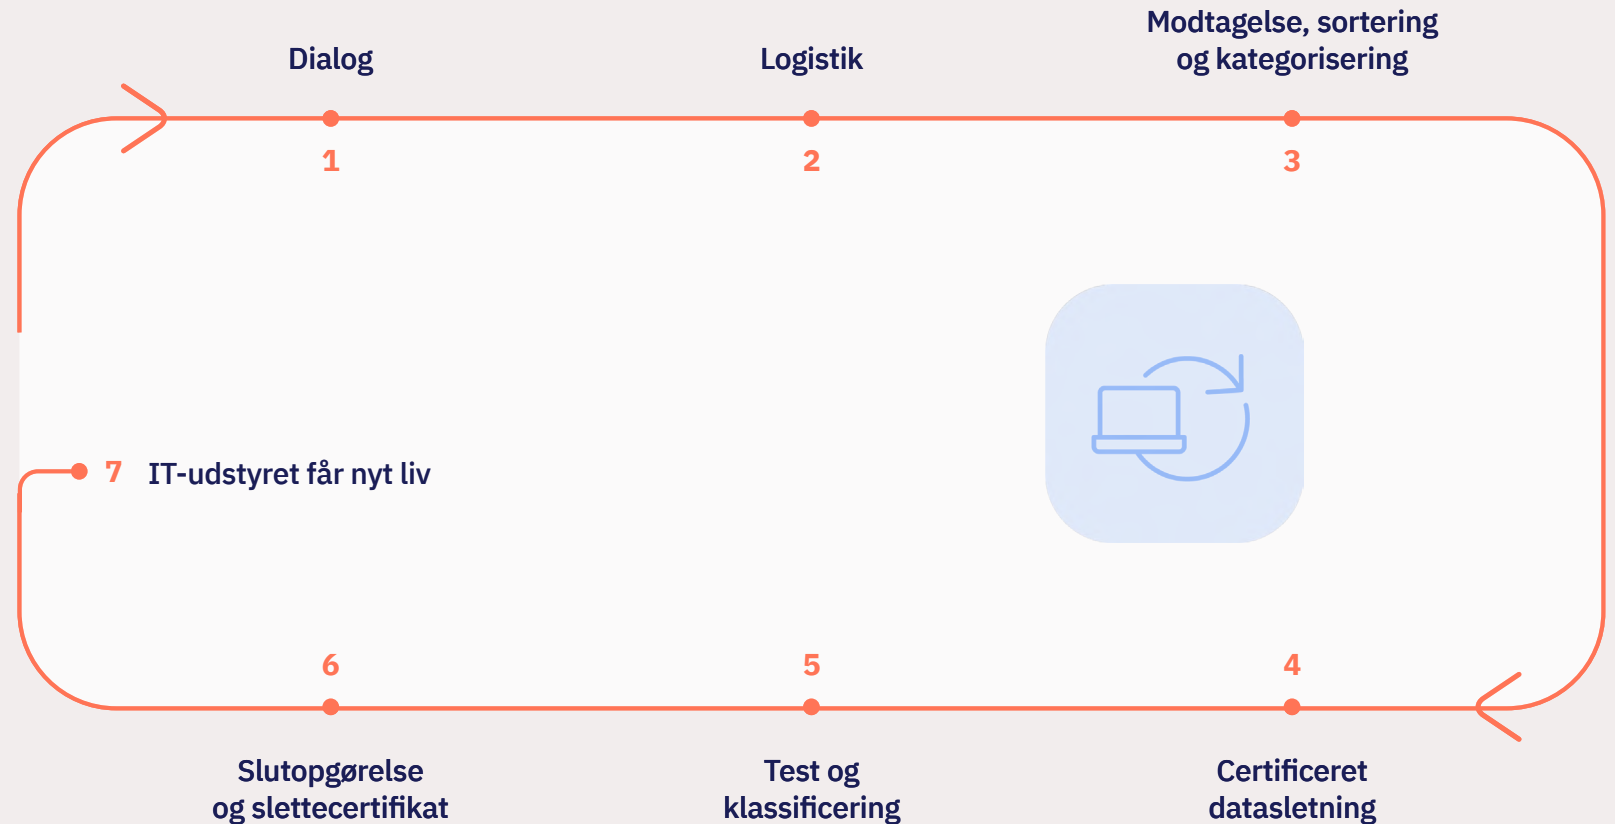 Dialog
1
Logistik
2
Modtagelse, sortering
og kategorisering
3
4
Certificeret
datasletning
5
Test og
klassificering
6
Slutopgørelse
og slettecertifikat
7 IT-udstyret får nyt liv